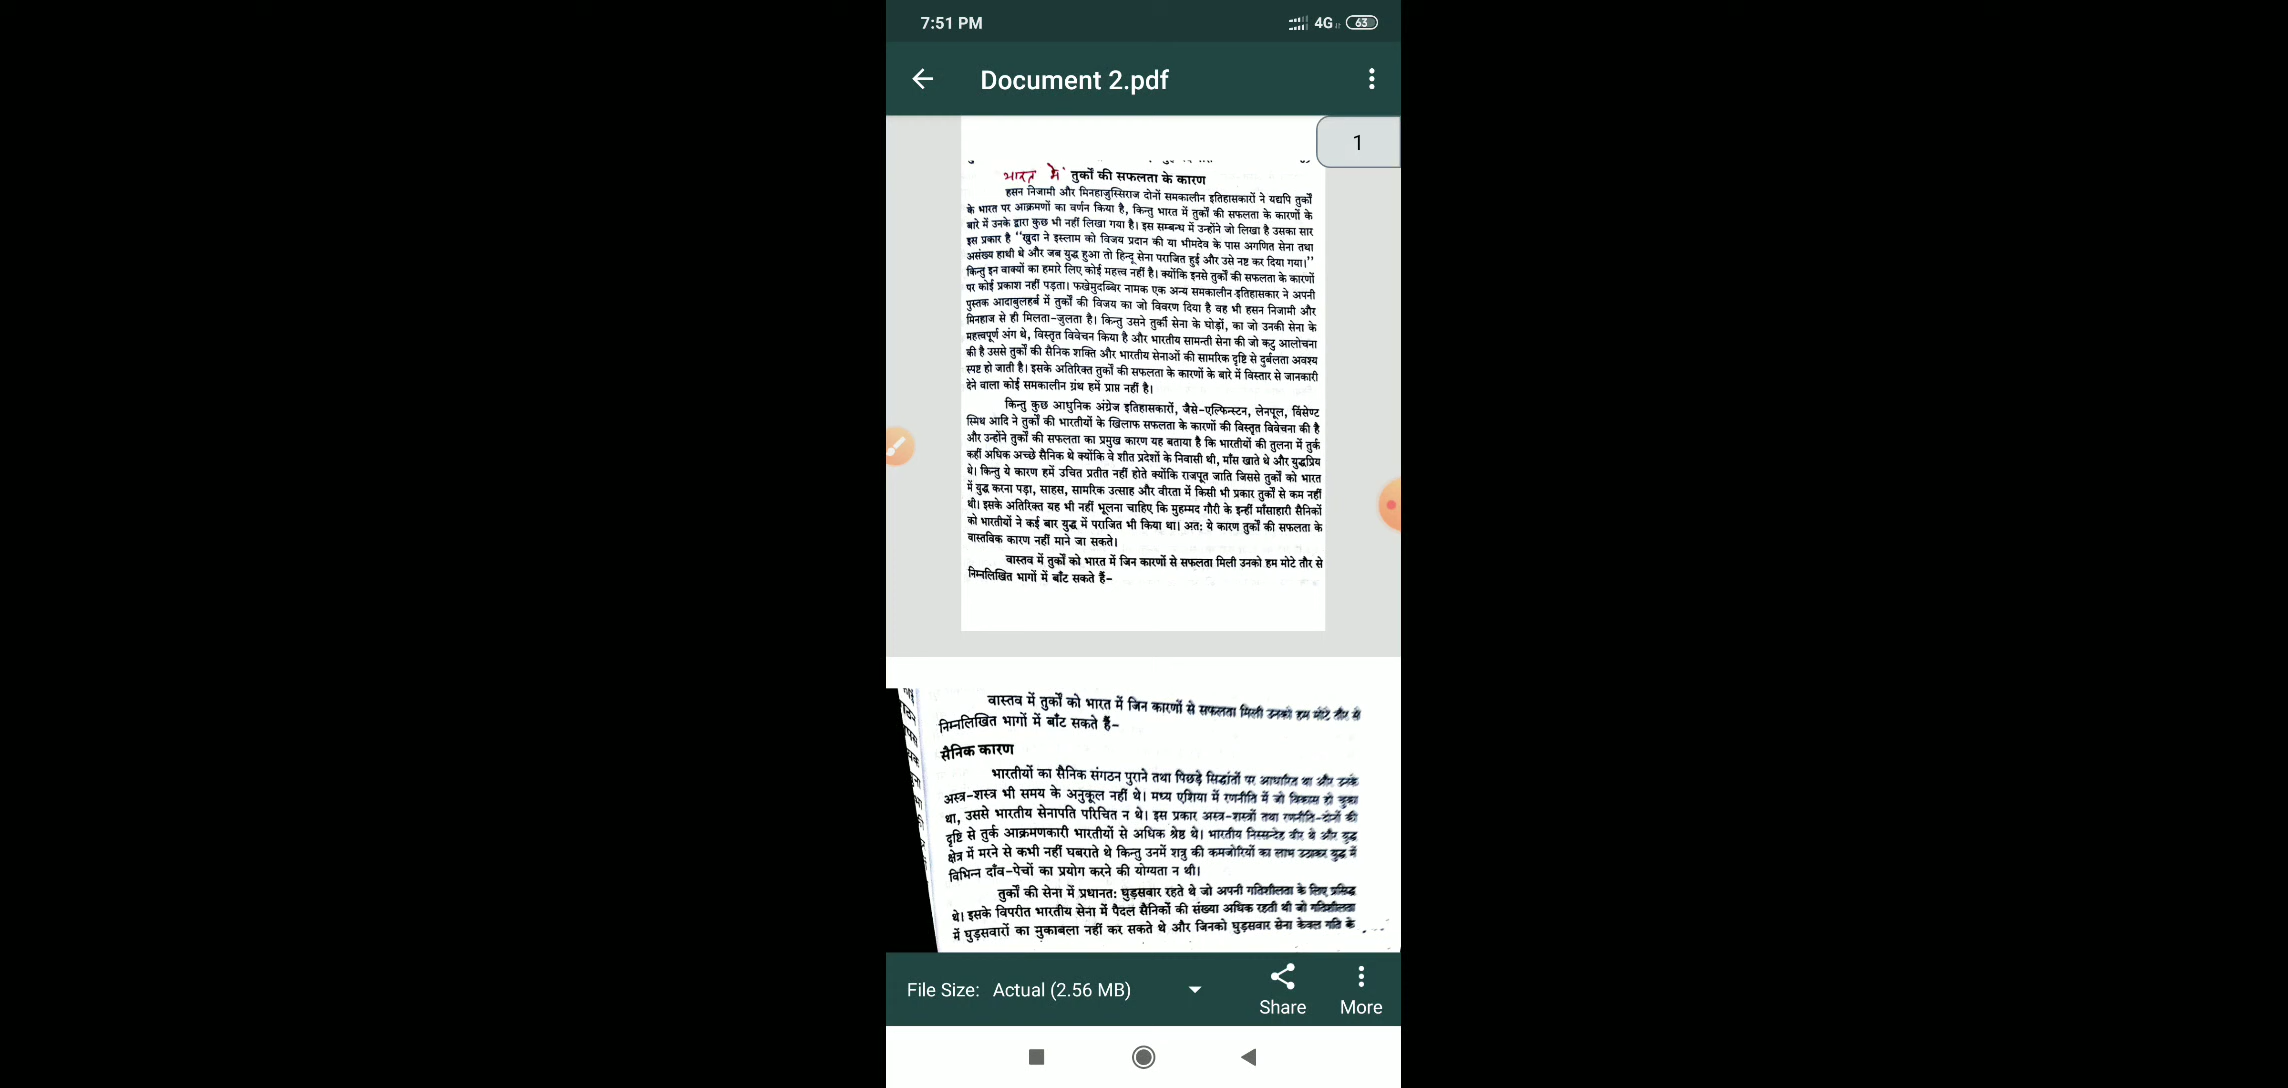 7:51 PM
4G 63
Document 2.pdf
1
भारत में तुर्कों की सफलता के कारण
हसन निजामी और मिनहाजुस्सिराज दोनों समकालीन इतिहासकारों ने यद्यपि तुर्कों
के भारत पर आक्रमणों का वर्णन किया है, किन्तु भारत में तुर्कों की सफलता के कारणों के
बारे में उनके द्वारा कुछ भी नहीं लिखा गया है। इस सम्बन्ध में उन्होंने जो लिखा है उसका सार
इस प्रकार है ‘‘खुदा ने इस्लाम को विजय प्रदान की या भीमदेव के पास अगणित सेना तथा
असंख्य हाथी थे और जब युद्ध हुआ तो हिन्दू सेना पराजित हुई और उसे नष्ट कर दिया गया।’’
किन्तु इन वाक्यों का हमारे लिए कोई महत्त्व नहीं है। क्योंकि इनसे तुर्कों की सफलता के कारणों
पर कोई प्रकाश नहीं पड़ता। फखेमुदब्बिर नामक एक अन्य समकालीन इतिहासकार ने अपनी
पुस्तक आदाबुलहर्ब में तुर्कों की विजय का जो विवरण दिया है वह भी हसन निजामी और
मिनहाज से ही मिलता-जुलता है। किन्तु उसने तुर्की सेना के घोड़ों, का जो उनकी सेना के
महत्त्वपूर्ण अंग थे, विस्तृत विवेचन किया है और भारतीय सामन्ती सेना की जो कटु आलोचना
की है उससे तुर्कों की सैनिक शक्ति और भारतीय सेनाओं की सामरिक दृष्टि से दुर्बलता अवश्य
स्पष्ट हो जाती है। इसके अतिरिक्त तुर्कों की सफलता के कारणों के बारे में विस्तार से जानकारी
देने वाला कोई समकालीन ग्रंथ हमें प्राप्त नहीं है।
किन्तु कुछ आधुनिक अंग्रेज इतिहासकारों, जैसे-एल्फिन्स्टन, लेनपूल, विंसेण्ट
स्मिथ आदि ने तुर्कों की भारतीयों के खिलाफ सफलता के कारणों की विस्तृत विवेचना की है
और उन्होंने तुर्कों की सफलता का प्रमुख कारण यह बताया है कि भारतीयों की तुलना में तुर्क
कहीं अधिक अच्छे सैनिक थे क्योंकि वे शीत प्रदेशों के निवासी थी, माँस खाते थे और युद्धप्रिय
थे। किन्तु ये कारण हमें उचित प्रतीत नहीं होते क्योंकि राजपूत जाति जिससे तुर्कों को भारत
में युद्ध करना पड़ा, साहस, सामरिक उत्साह और वीरता में किसी भी प्रकार तुर्कों से कम नहीं
थी। इसके अतिरिक्त यह भी नहीं भूलना चाहिए कि मुहम्मद गौरी के इन्हीं माँसाहारी सैनिकों
को भारतीयों ने कई बार युद्ध में पराजित भी किया था। अत: ये कारण तुर्कों की सफलता के
वास्तविक कारण नहीं माने जा सकते।
वास्तव में तुर्कों को भारत में जिन कारणों से सफलता मिली उनको हम मोटे तौर से
निम्नलिखित भागों में बाँट सकते हैं-
वास्तव में तुर्कों को भारत में जिन कारणों से सफलता मिली उनको हम मोटे तौर से
निम्नलिखित भागों में बाँट सकते हैं-
सैनिक कारण
भारतीयों का सैनिक संगठन पुराने तथा पिछड़े सिद्धांतों पर आधारित था और उनके
अस्त्र-शस्त्र भी समय के अनुकूल नहीं थे। मध्य एशिया में रणनीति में जो विकास हो चुका
था, उससे भारतीय सेनापति परिचित न थे। इस प्रकार अस्त्र-शस्त्रों तथा रणनीति-दोनों की
दृष्टि से तुर्क आक्रमणकारी भारतीयों से अधिक श्रेष्ठ थे। भारतीय निस्सन्देह वीर थे और युद्ध
क्षेत्र में मरने से कभी नहीं घबराते थे किन्तु उनमें शत्रु की कमजोरियों का लाभ उठाकर युद्ध में
विभिन्न दाँव-पेचों का प्रयोग करने की योग्यता न थी।
तुर्कों की सेना में प्रधानत: घुड़सवार रहते थे जो अपनी गतिशीलता के लिए प्रसिद्ध
थे। इसके विपरीत भारतीय सेना में पैदल सैनिकों की संख्या अधिक रहती थी जो गतिशीलता
में घुड़सवारों का मुकाबला नहीं कर सकते थे और जिनको घुड़सवार सेना केवल गति के
File Size: Actual (2.56 MB)
Share
More